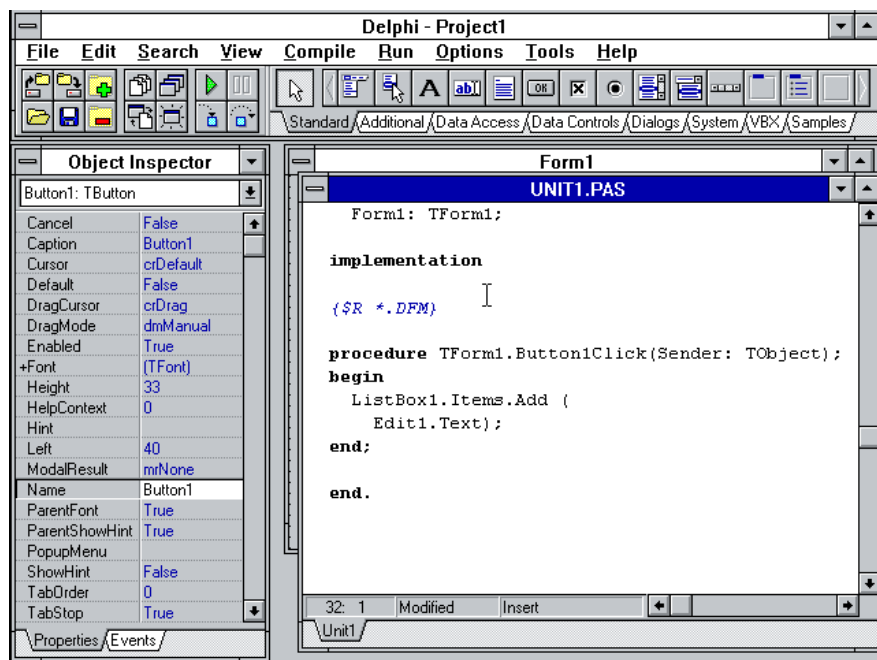 Delphi - Project1
File Edit Search View Compile Run Options Tools Help
A ab OK
Standard Additional Data Access Data Controls Dialogs System VBX Samples
Object Inspector
Button1: TButton
Cancel False
Caption Button1
Cursor crDefault
Default False
DragCursor crDrag
DragMode dmManual
Enabled True
+Font (TFont)
Height 33
HelpContext 0
Hint
Left 40
ModalResult mrNone
Name Button1
ParentFont True
ParentShowHint True
PopupMenu
ShowHint False
TabOrder 0
TabStop True
Properties Events
Form1
UNIT1.PAS
Form1: TForm1;
implementation
{$R *.DFM}
procedure TForm1.Button1Click(Sender: TObject);
begin
ListBox1.Items.Add (
Edit1.Text);
end;
end.
32: 1 Modified Insert
Unit1